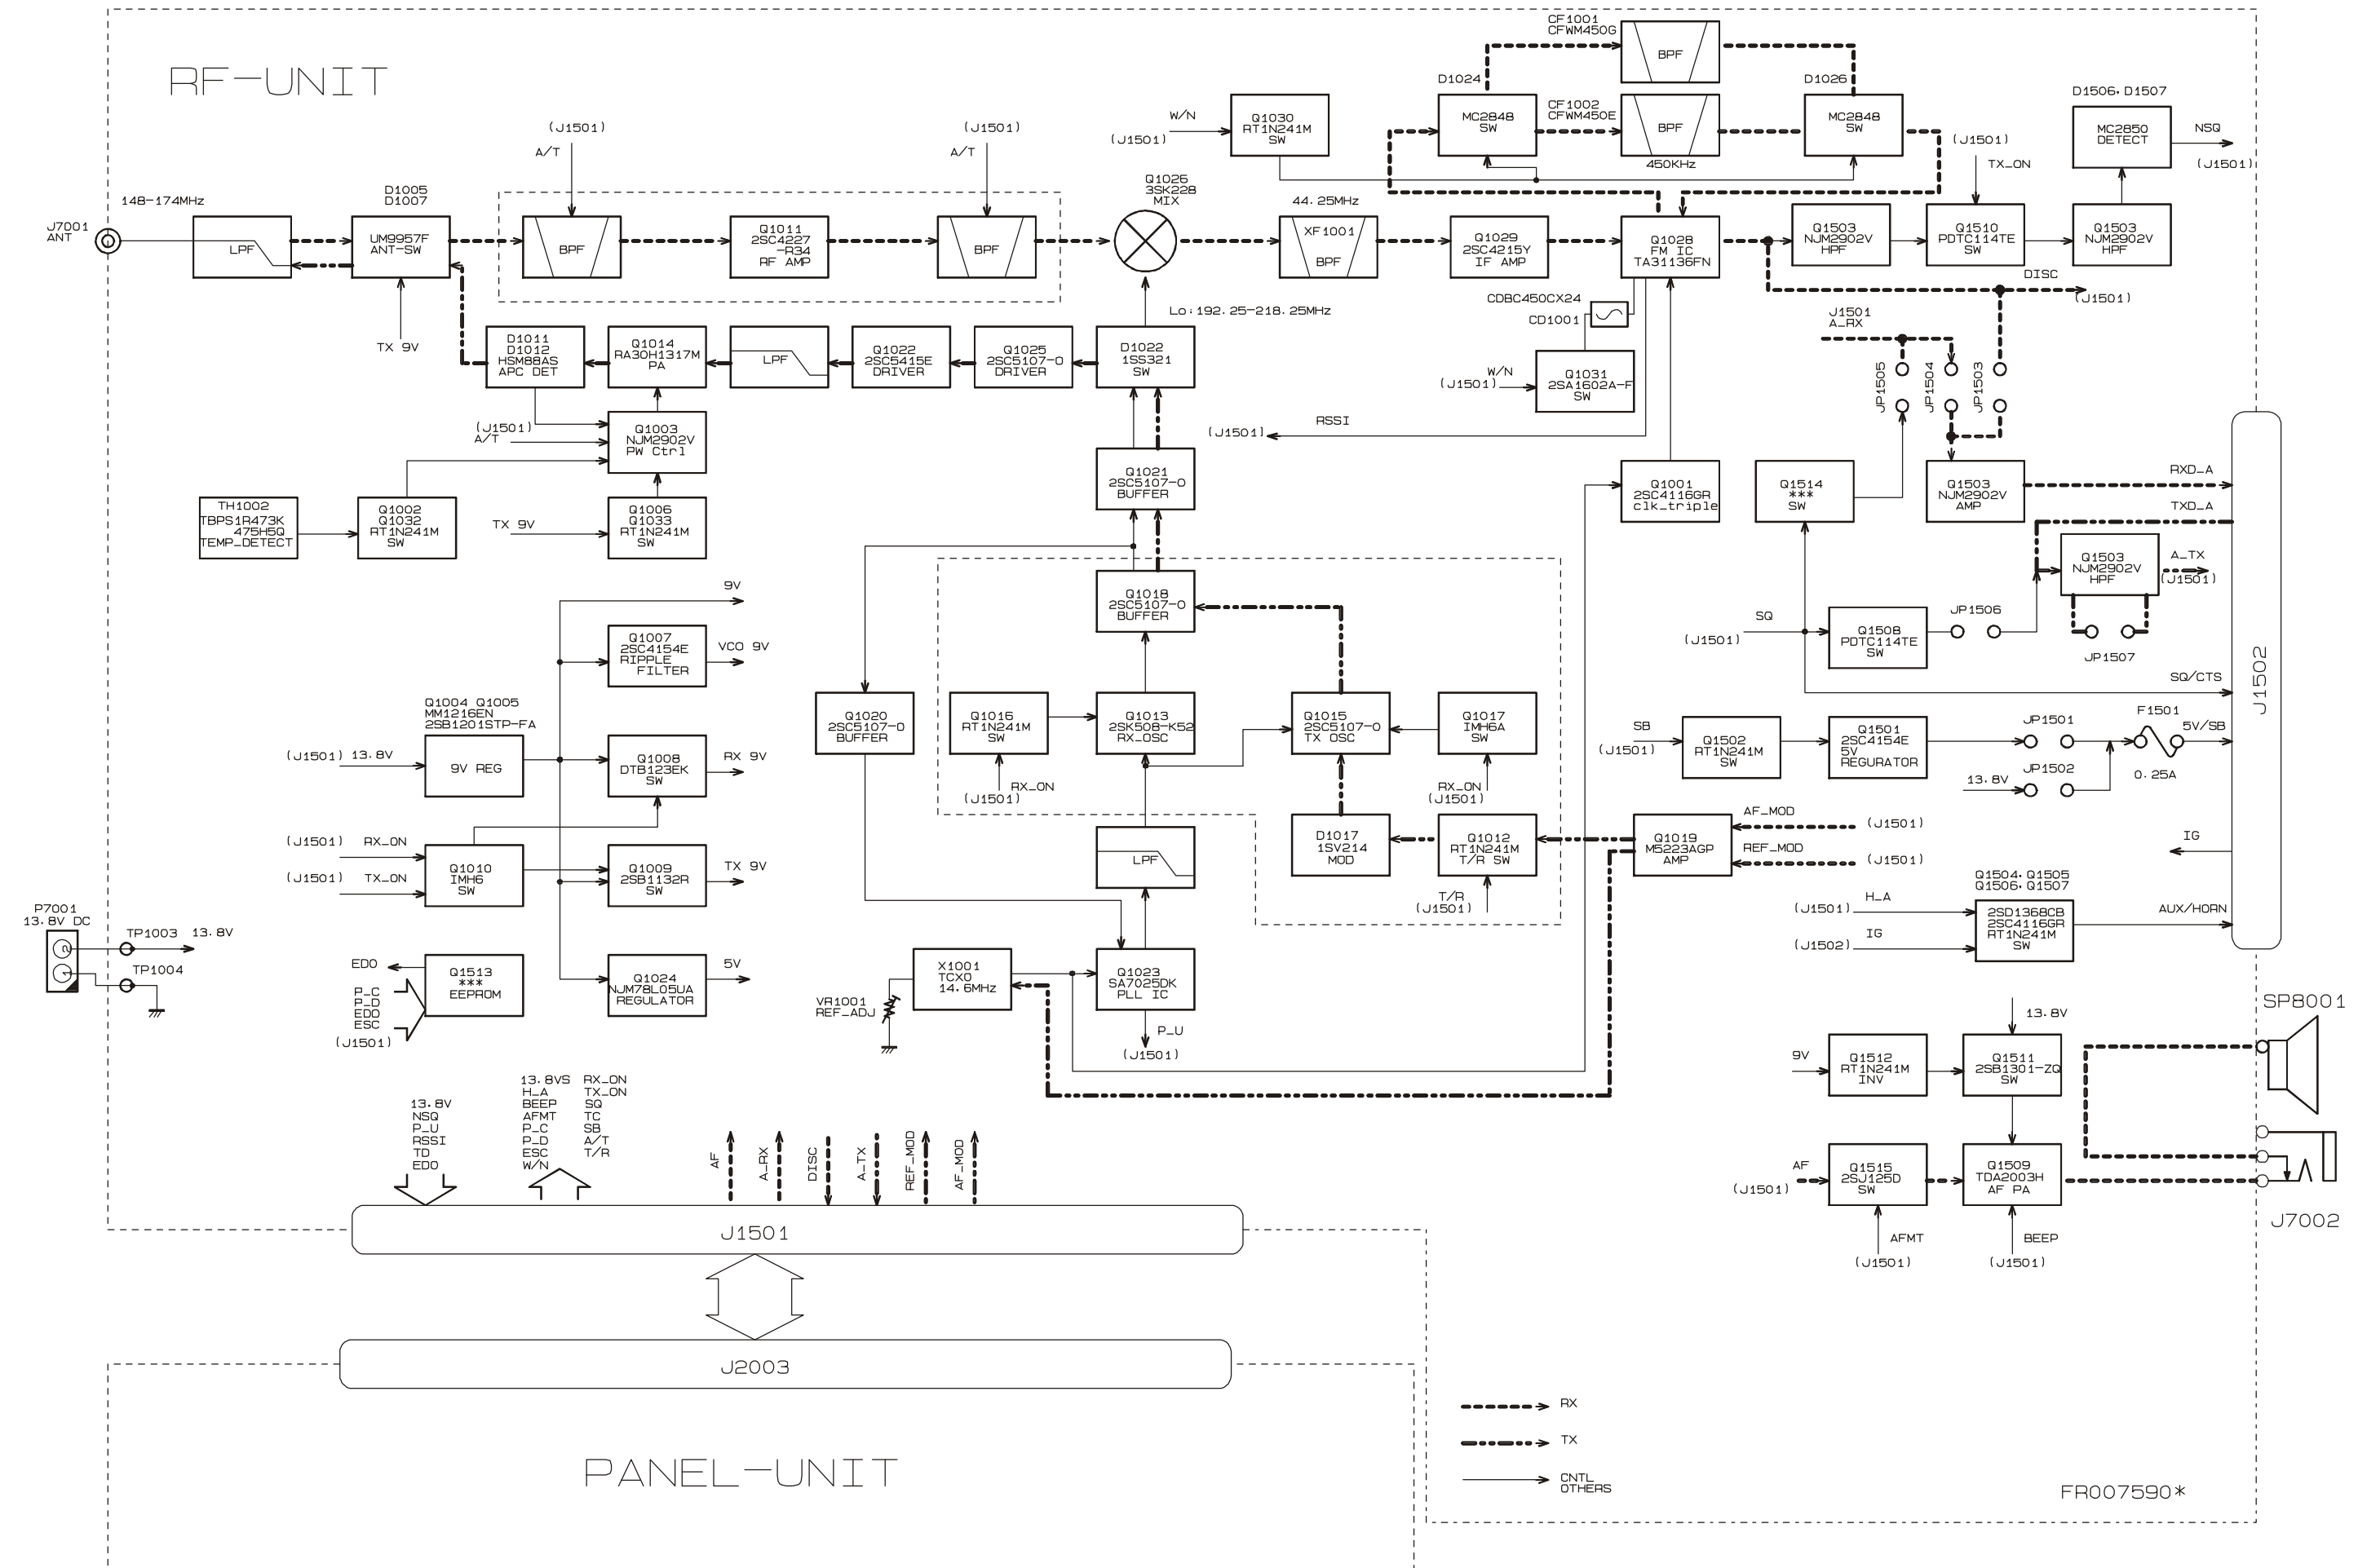 RF-UNIT
CF1001
CFWM450G
BPF
D1024
D1026
CF1002
CFWM450E
BPF
450KHz
MC2848
SW
MC2848
SW
W/N
(J1501)
Q1030
RT1N241M
SW
D1506, D1507
MC2850
DETECT
NSQ
(J1501)
(J1501)
TX_ON
(J1501)
A/T
(J1501)
A/T
148-174MHz
J7001
ANT
LPF
D1005
D1007
UM9957F
ANT-SW
TX 9V
BPF
Q1011
2SC4227
-R34
RF AMP
BPF
Q1026
3SK228
MIX
44.25MHz
XF1001
BPF
Q1029
2SC4215Y
IF AMP
Q1028
FM IC
TA31136FN
Q1503
NJM2902V
HPF
Q1510
PDTC114TE
SW
Q1503
NJM2902V
HPF
DISC
(J1501)
Lo:192.25-218.25MHz
CDBC450CX24
CD1001
J1501
A_RX
D1011
D1012
HSM88AS
APC DET
Q1014
RA30H1317M
PA
LPF
Q1022
2SC5415E
DRIVER
Q1025
2SC5107-O
DRIVER
D1022
1SS321
SW
W/N
(J1501)
Q1031
2SA1602A-F
SW
JP1505
JP1504
JP1503
RSSI
(J1501)
(J1501)
A/T
Q1003
NJM2902V
PW Ctrl
Q1021
2SC5107-O
BUFFER
Q1001
2SC4116GR
clk_triple
Q1514
***
SW
Q1503
NJM2902V
AMP
RXD_A
TXD_A
TH1002
TBPS1R473K
475H5Q
TEMP_DETECT
Q1002
Q1032
RT1N241M
SW
TX 9V
Q1006
Q1033
RT1N241M
SW
Q1503
NJM2902V
HPF
A_TX
(J1501)
JP1507
9V
Q1007
2SC4154E
RIPPLE
FILTER
VCO 9V
Q1018
2SC5107-O
BUFFER
SQ
(J1501)
Q1508
PDTC114TE
SW
JP1506
SQ/CTS
J1502
Q1004 Q1005
MM1216EN
2SB1201STP-FA
(J1501) 13.8V
9V REG
Q1008
DTB123EK
SW
RX 9V
Q1020
2SC5107-O
BUFFER
Q1016
RT1N241M
SW
RX_ON
(J1501)
Q1013
2SK508-K52
RX_OSC
Q1015
2SC5107-O
TX OSC
Q1017
IMH6A
SW
RX_ON
(J1501)
SB
(J1501)
Q1502
RT1N241M
SW
Q1501
2SC4154E
5V
REGURATOR
JP1501
F1501
5V/SB
0.25A
13.8V
JP1502
(J1501) RX_ON
(J1501) TX_ON
Q1010
IMH6
SW
Q1009
2SB1132R
SW
TX 9V
LPF
D1017
1SV214
MOD
Q1012
RT1N241M
T/R SW
T/R
(J1501)
Q1019
M5223AGP
AMP
AF_MOD
(J1501)
REF_MOD
(J1501)
IG
P7001
13.8V DC
2
1
TP1003 13.8V
TP1004
EDO
P_C
P_D
EDO
ESC
(J1501)
Q1513
***
EEPROM
Q1024
NJM78L05UA
REGULATOR
5V
VR1001
REF_ADJ
X1001
TCXO
14.6MHz
Q1023
SA7025DK
PLL IC
P_U
(J1501)
Q1504, Q1505
Q1506, Q1507
H_A
(J1501)
IG
(J1502)
2SD1368CB
2SC4116GR
RT1N241M
SW
AUX/HORN
SP8001
13.8V
9V
Q1512
RT1N241M
INV
Q1511
2SB1301-ZQ
SW
AF
(J1501)
Q1515
2SJ125D
SW
AFMT
(J1501)
Q1509
TDA2003H
AF PA
BEEP
(J1501)
J7002
13.8V
NSQ
P_U
RSSI
TD
EDO
13.8VS RX_ON
H_A TX_ON
BEEP SQ
AFMT TC
P_C SB
P_D A/T
ESC T/R
W/N
AF
A_RX
DISC
A_TX
REF_MOD
AF_MOD
J1501
J2003
PANEL-UNIT
RX
TX
CNTL
OTHERS
FR007590*